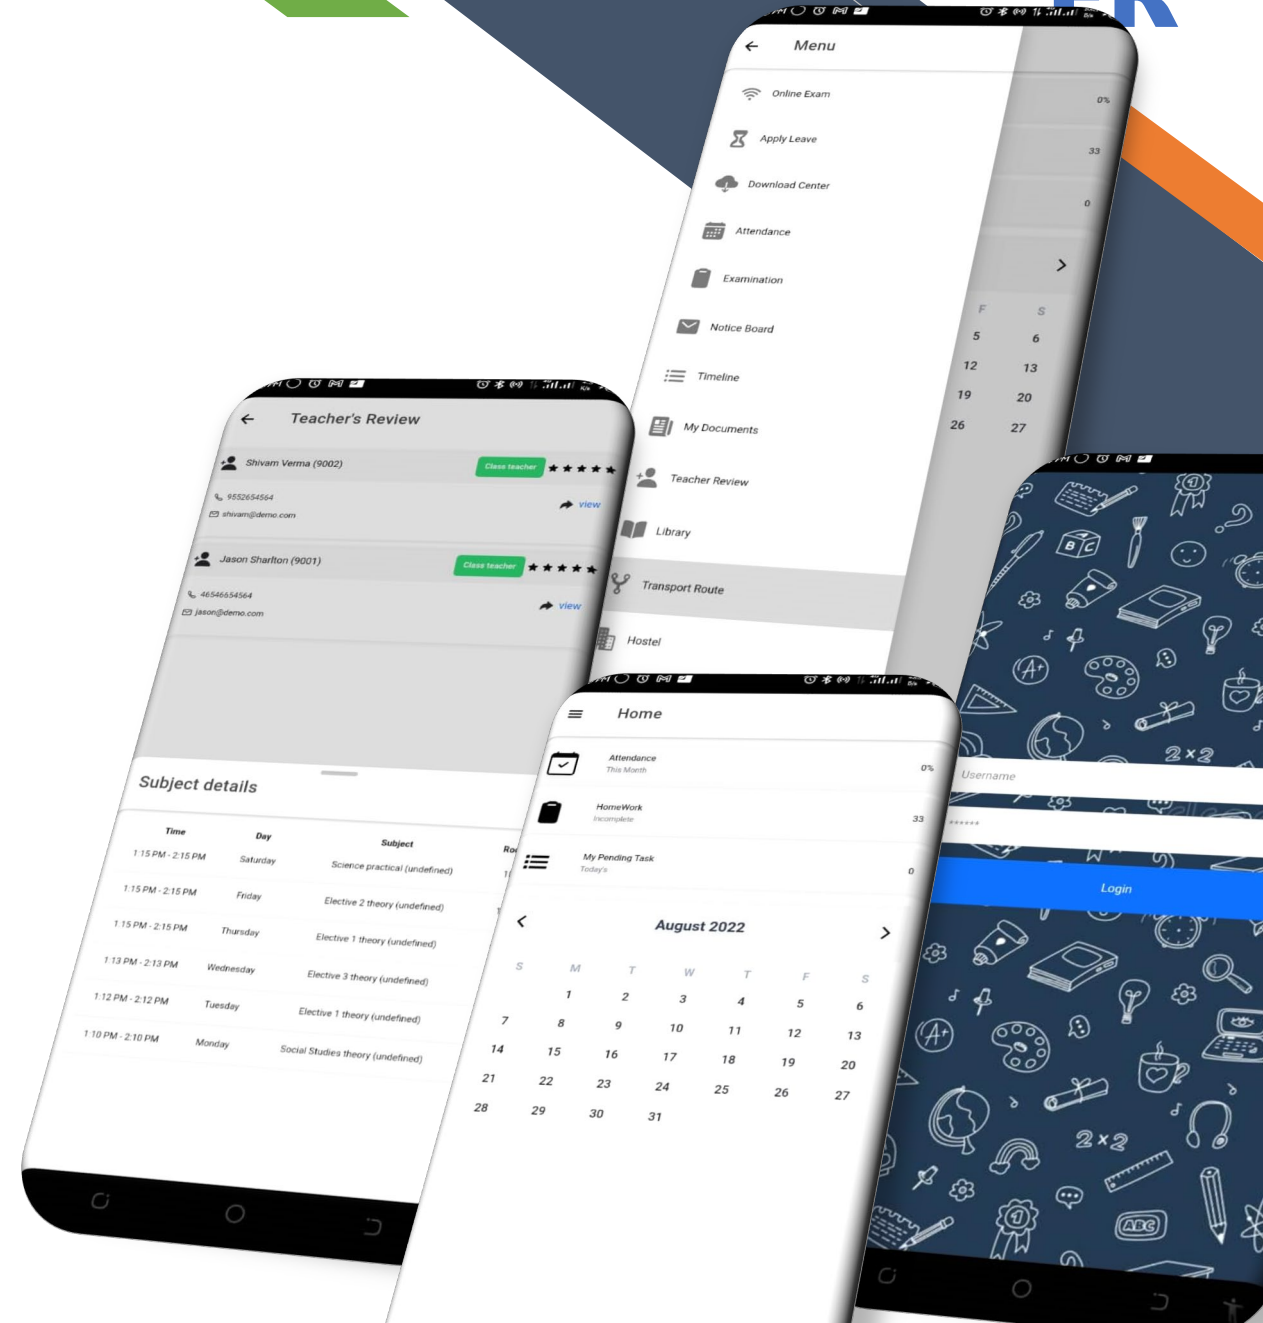 ER
Menu
Online Exam
Apply Leave
Download Center
Attendance
Examination
Notice Board
Timeline
My Documents
Teacher Review
Library
Transport Route
Hostel
0%
33
0
F S
5 6
12 13
19 20
26 27
Teacher's Review
Shivam Verma (9002)
Class teacher
9552654564
view
shivam@demo.com
Jason Sharlton (9001)
Class teacher
46546654564
view
jason@demo.com
Subject details
Time Day Subject
1:15 PM - 2:15 PM Saturday Science practical (undefined)
1:15 PM - 2:15 PM Friday Elective 2 theory (undefined)
1:15 PM - 2:15 PM Thursday Elective 1 theory (undefined)
1:13 PM - 2:13 PM Wednesday Elective 3 theory (undefined)
1:12 PM - 2:12 PM Tuesday Elective 1 theory (undefined)
1:10 PM - 2:10 PM Monday Social Studies theory (undefined)
Home
Attendance
This Month
0%
HomeWork
Incomplete
33
My Pending Task
Today's
0
August 2022
S M T W T F S
1 2 3 4 5 6
7 8 9 10 11 12 13
14 15 16 17 18 19 20
21 22 23 24 25 26 27
28 29 30 31
B C
A+
2×2
Username
******
Login
A+
2×2
ABC